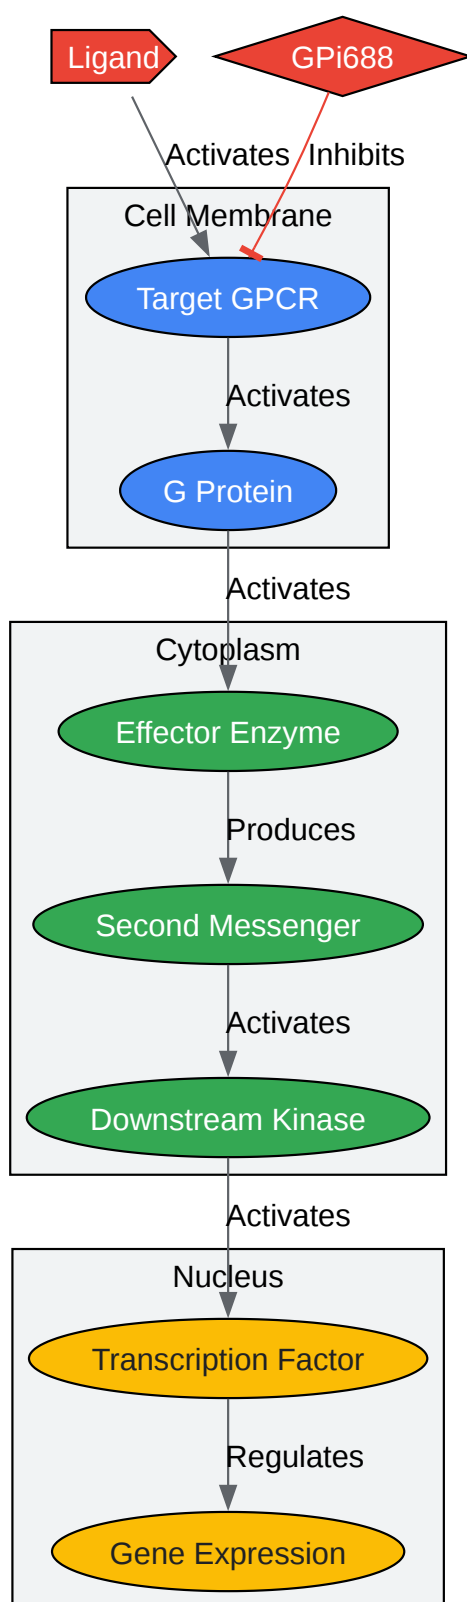 Ligand
GPi688
Activates
Inhibits
Cell Membrane
Target GPCR
Activates
G Protein
Activates
Cytoplasm
Effector Enzyme
Produces
Second Messenger
Activates
Downstream Kinase
Activates
Nucleus
Transcription Factor
Regulates
Gene Expression